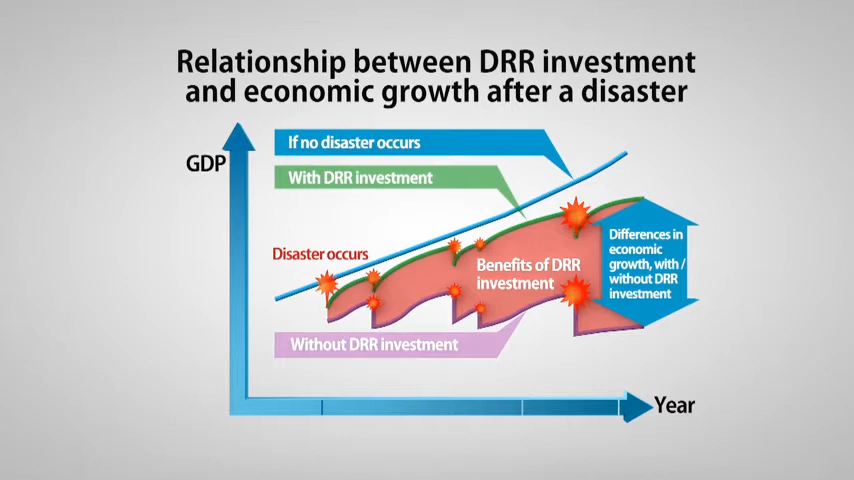 Relationship between DRR investment
and economic growth after a disaster
GDP
If no disaster occurs
With DRR investment
Disaster occurs
Benefits of DRR
investment
Differences in
economic
growth, with /
without DRR
investment
Without DRR investment
Year